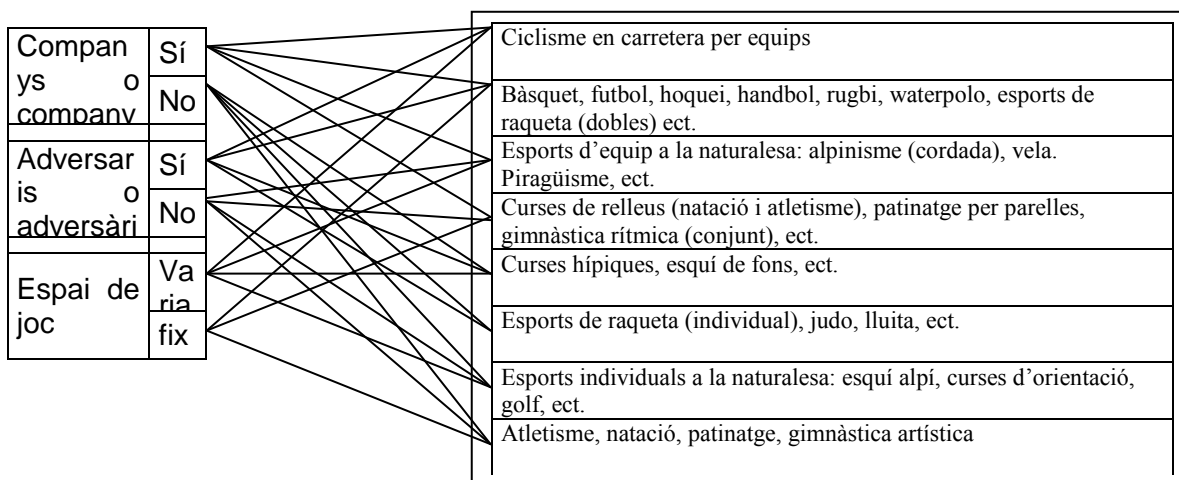 Compan
ys o
company
Sí
No
Adversar
is o
adversàri
Sí
No
Espai de
joc
Va
ria
fix
Ciclisme en carretera per equips
Bàsquet, futbol, hoquei, handbol, rugbi, waterpolo, esports de
raqueta (dobles) ect.
Esports d’equip a la naturalesa: alpinisme (cordada), vela.
Piragüisme, ect.
Curses de relleus (natació i atletisme), patinatge per parelles,
gimnàstica rítmica (conjunt), ect.
Curses hípiques, esquí de fons, ect.
Esports de raqueta (individual), judo, lluita, ect.
Esports individuals a la naturalesa: esquí alpí, curses d’orientació,
golf, ect.
Atletisme, natació, patinatge, gimnàstica artística